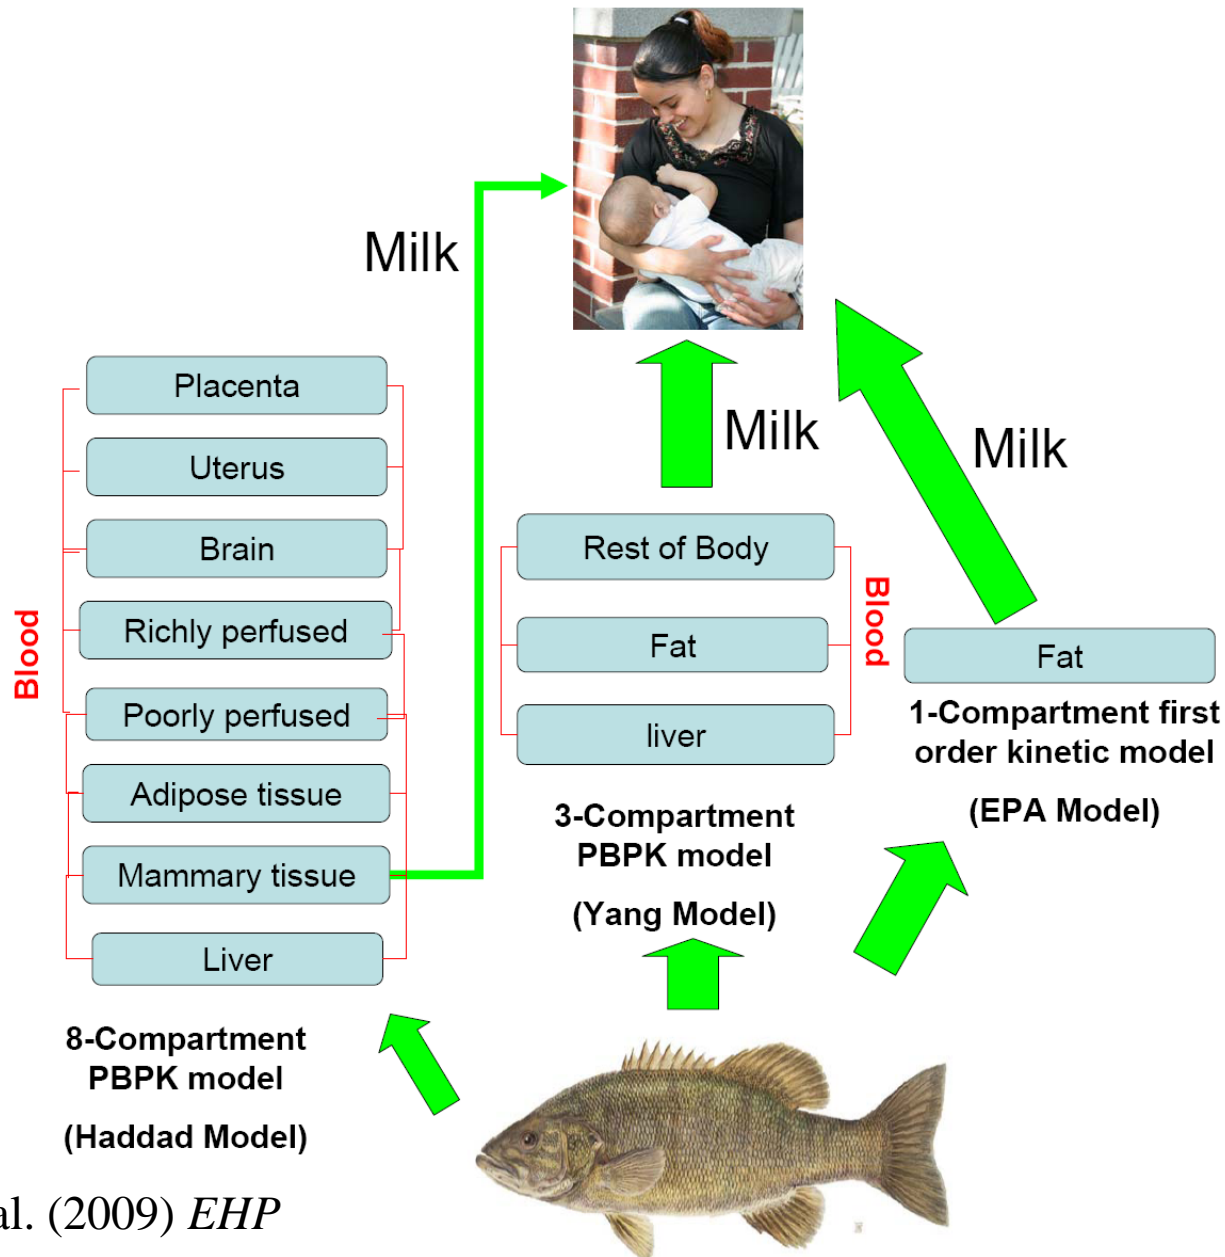 Milk
Placenta
Uterus
Brain
Richly perfused
Poorly perfused
Adipose tissue
Mammary tissue
Liver
Blood
8-Compartment
PBPK model
(Haddad Model)
Milk
Rest of Body
Fat
liver
Blood
3-Compartment
PBPK model
(Yang Model)
Milk
Fat
1-Compartment first
order kinetic model
(EPA Model)
al. (2009) EHP